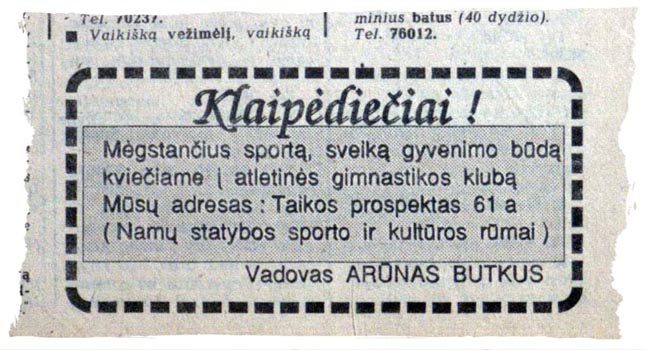 Tel. 70237.
Vaikišką vežimėlį, vaikišką
minius batus (40 dydžio).
Tel. 76012.
Klaipėdiečiai !
Mėgstančius sportą, sveiką gyvenimo būdą
kviečiame į atletinės gimnastikos klubą
Mūsų adresas : Taikos prospektas 61 a
( Namų statybos sporto ir kultūros rūmai )
Vadovas ARŪNAS BUTKUS